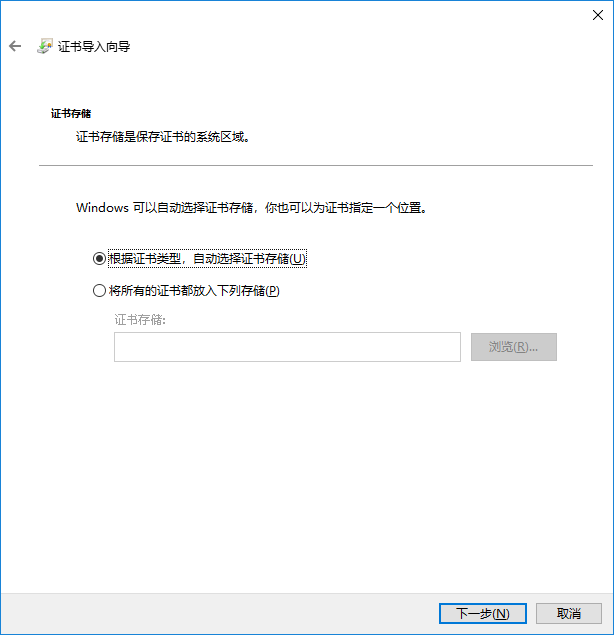 证书导入向导
证书存储
证书存储是保存证书的系统区域。
Windows 可以自动选择证书存储，你也可以为证书指定一个位置。
根据证书类型，自动选择证书存储(U)
将所有的证书都放入下列存储(P)
证书存储:
浏览(R)...
下一步(N)
取消